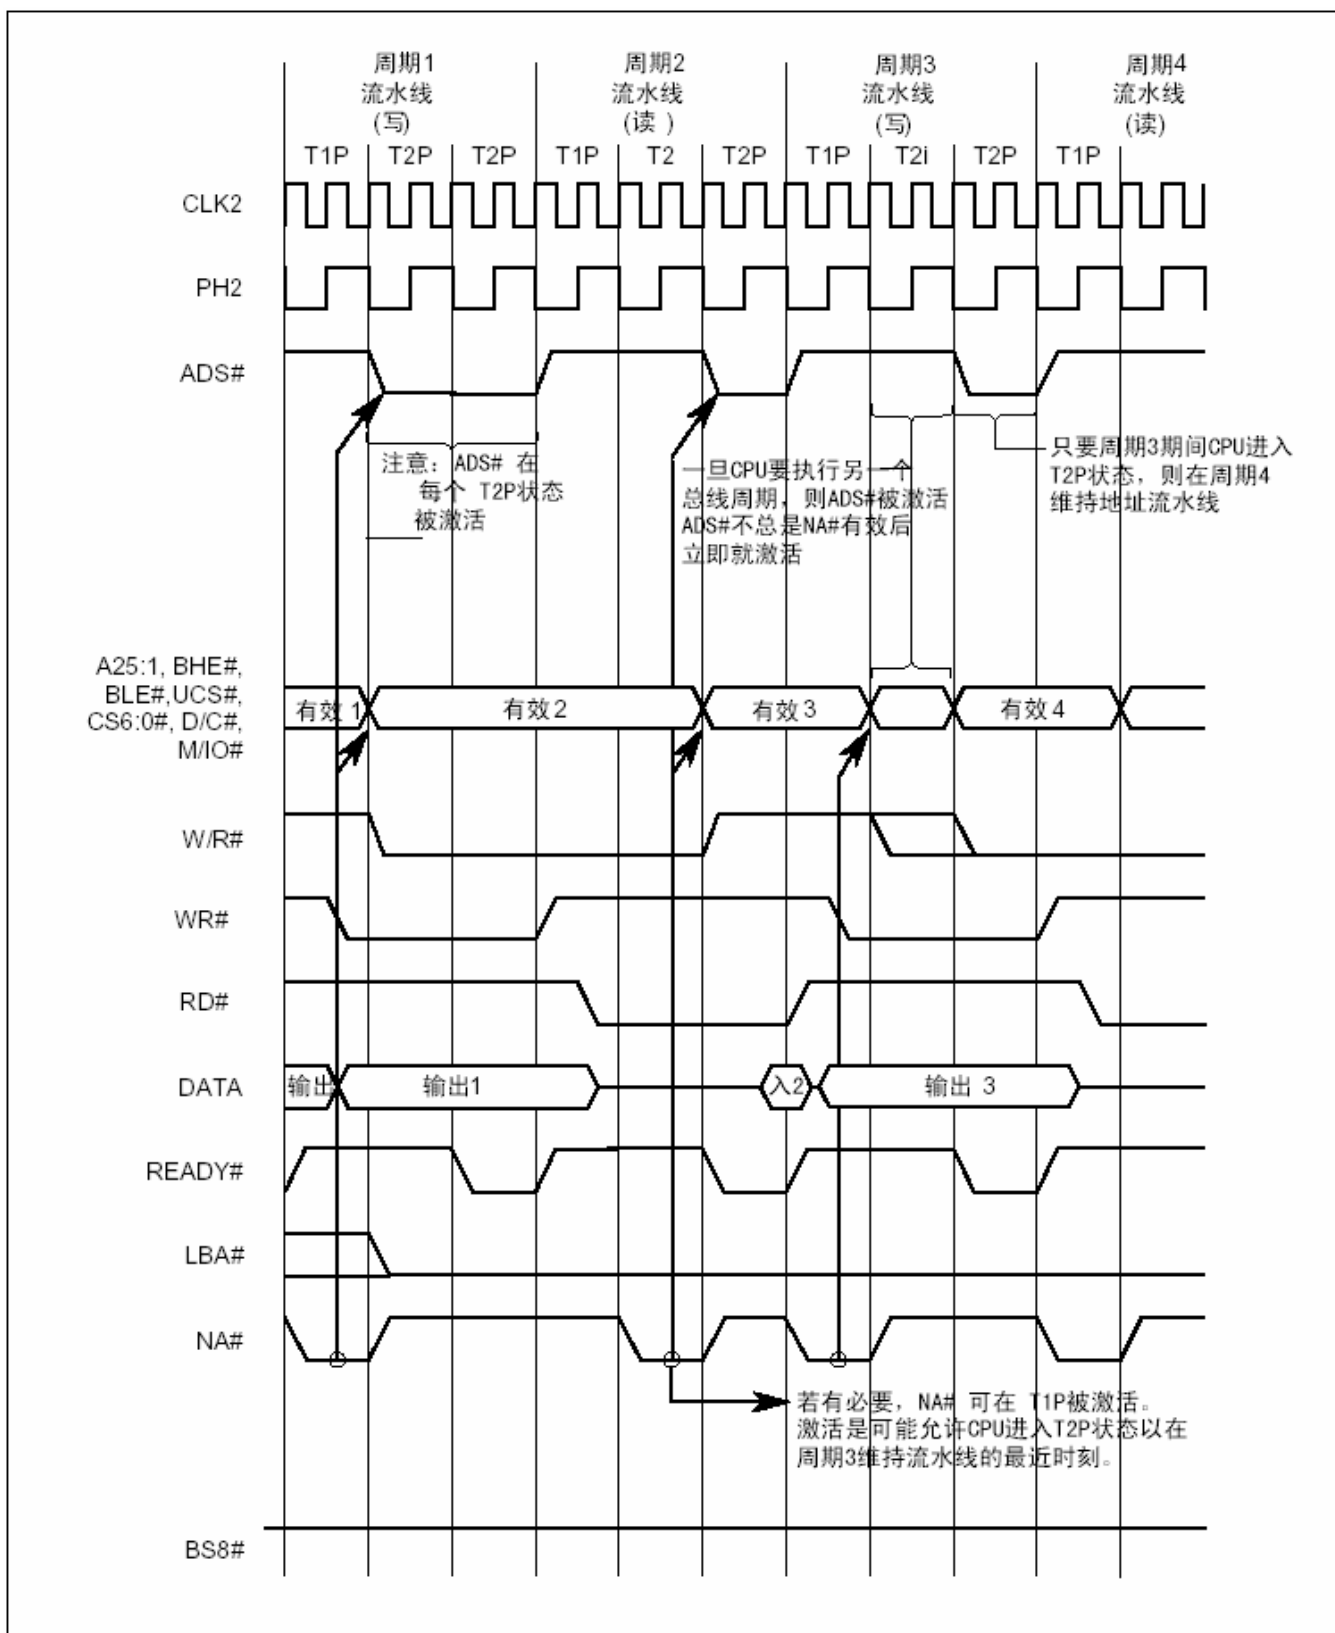 周期1
流水线
(写)
周期2
流水线
(读 )
周期3
流水线
(写)
周期4
流水线
(读)
T1P T2P T2P T1P T2 T2P T1P T2i T2P T1P
CLK2
PH2
ADS#
注意: ADS# 在
每个 T2P状态
被激活
一旦CPU要执行另一个
总线周期, 则ADS#被激活
ADS#不总是NA#有效后
立即就激活
只要周期3期间CPU进入
T2P状态, 则在周期4
维持地址流水线
A25:1, BHE#,
BLE#,UCS#,
CS6:0#, D/C#,
M/IO#
有效 1 有效2 有效3 有效4
W/R#
WR#
RD#
DATA 输出 输出1 入2 输出 3
READY#
LBA#
NA#
若有必要, NA# 可在 T1P被激活。
激活是可能允许CPU进入T2P状态以在
周期3维持流水线的最近时刻。
BS8#